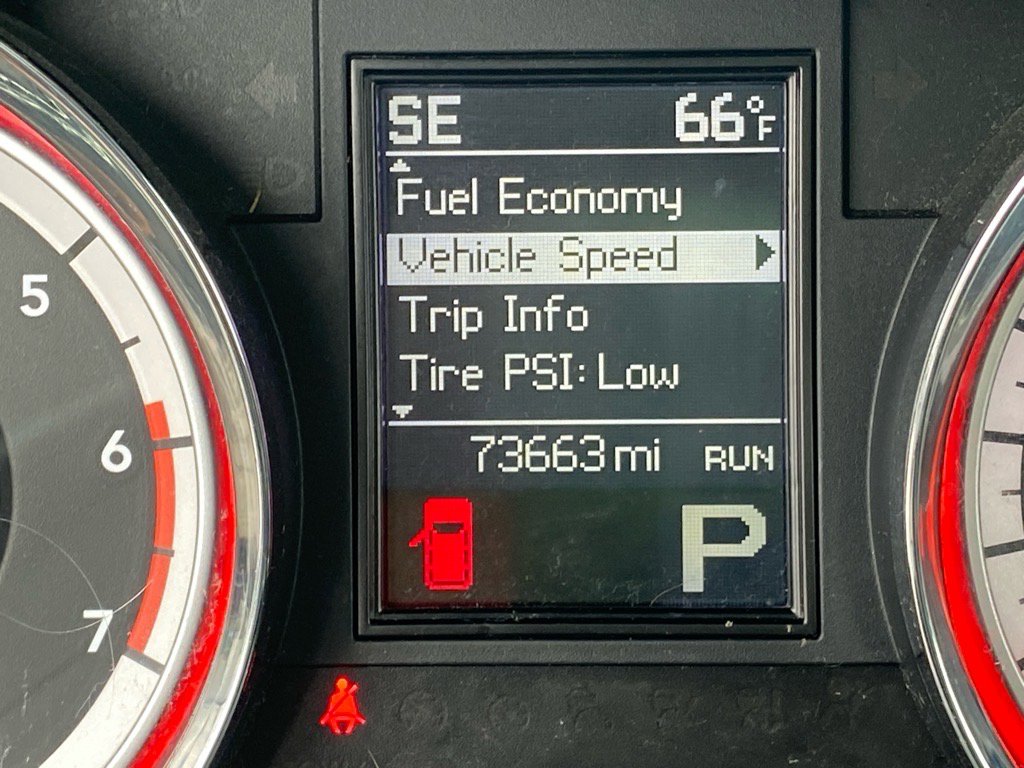 SE 66°F
Fuel Economy
Vehicle Speed
Trip Info
Tire PSI: Low
73663 mi RUN
P
5
6
7